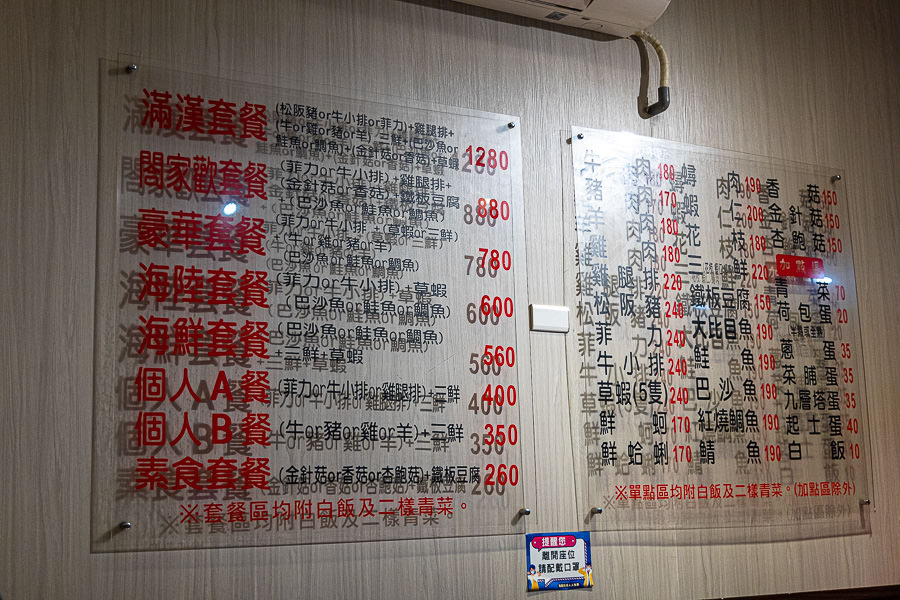 滿漢套餐 (松阪豬or牛小排or菲力)+雞腿排+
(牛or雞or豬or羊)+三鮮+(巴沙魚or
鮭魚or鯛魚)+(金針菇or香菇)+草蝦 1280
闔家歡套餐 (菲力or牛小排)+雞腿排+
(金針菇or香菇)+鐵板豆腐
+(巴沙魚or鮭魚or鯛魚) 880
豪華套餐 (菲力or牛小排)+(草蝦or三鮮)
(牛or雞or豬or羊)
(巴沙魚or鮭魚or鯛魚) 780
海陸套餐 (菲力or牛小排)+草蝦
+(巴沙魚or鮭魚or鯛魚) 600
海鮮套餐 (巴沙魚or鮭魚or鯛魚)
+三鮮+草蝦 560
個人A餐 (菲力or牛小排or雞腿排)+三鮮 400
個人B餐 (牛or豬or雞or羊)+三鮮 350
素食套餐 (金針菇or香菇or杏鮑菇)+鐵板豆腐 260
※套餐區均附白飯及二樣青菜。
牛肉 180
豬肉 170
羊肉 180
雞肉 180
雞腿排 220
松阪豬 240
菲力 240
牛小排 240
草蝦(5隻) 240
鮮蚵 170
鮮蛤蜊 170
蟳肉 190
蝦仁 200
花枝 180
三鮮 220
鐵板豆腐 150
大比目魚 190
鮭魚 190
巴沙魚 190
紅燒鯛魚 190
鯖魚 190
香菇 150
金針菇 150
杏鮑菇 150
加點區
青菜 70
荷包蛋 20
(半熟或全熟)
蔥蛋 35
菜脯蛋 35
九層塔蛋 35
起士蛋 40
白飯 10
※單點區均附白飯及二樣青菜。(加點區除外)
提醒您
離開座位
請配戴口罩